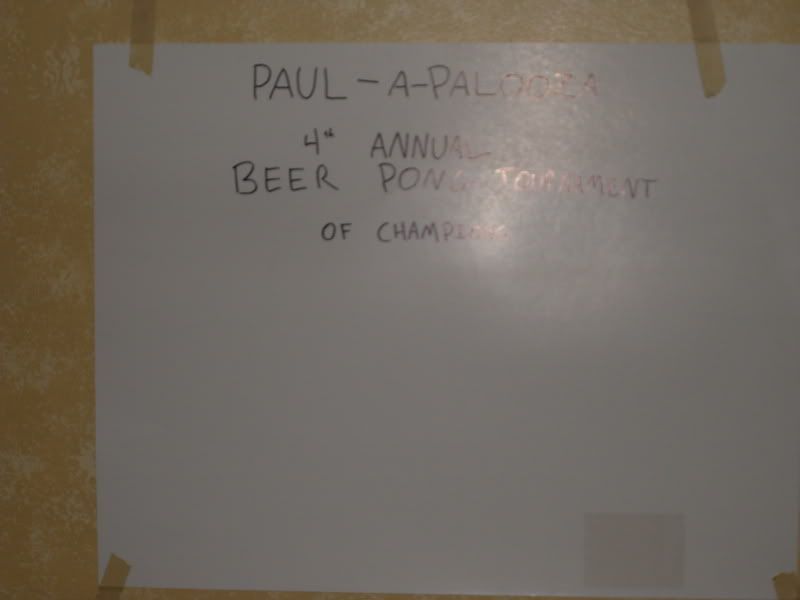 PAUL-A-PALOOZA
4th ANNUAL
BEER PONG TOURNAMENT
OF CHAMPIONS